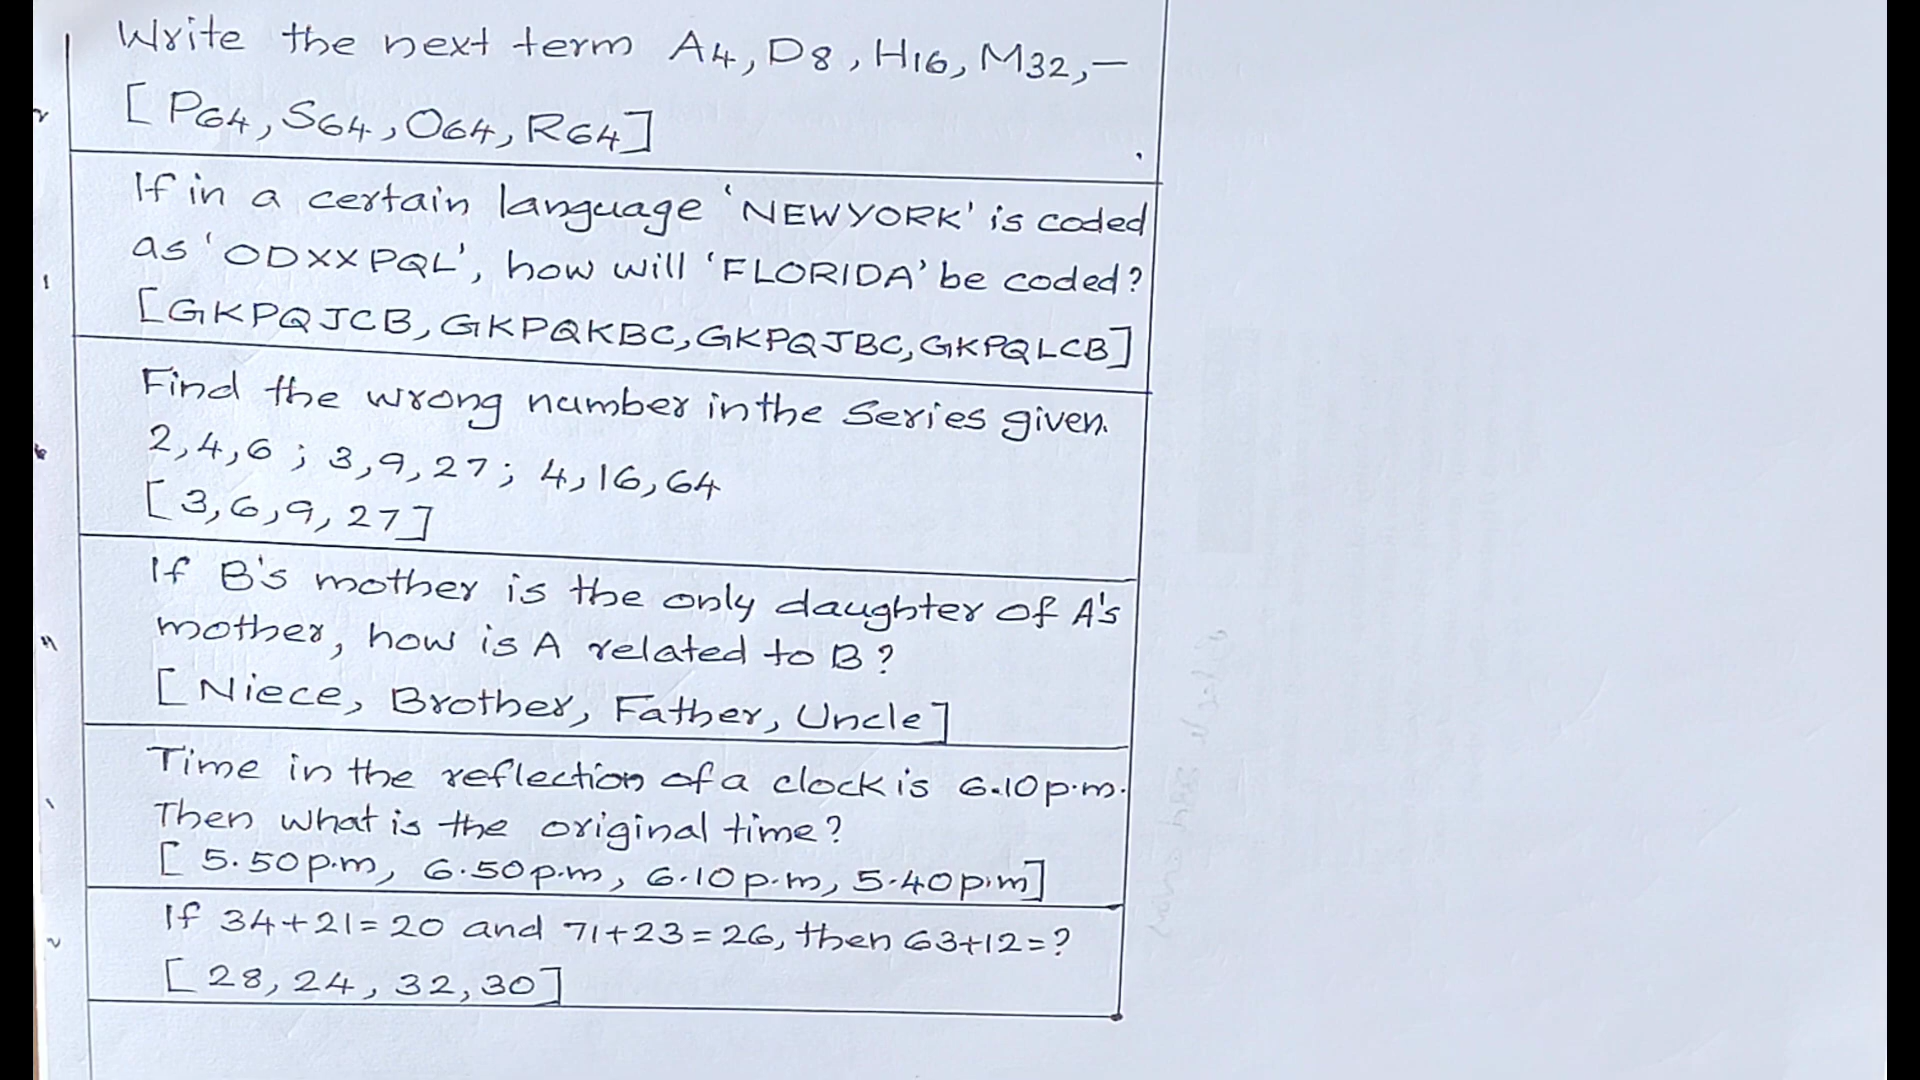 Write the next term A4, D8, H16, M32, —
[P64, S64, O64, R64]
If in a certain language 'NEWYORK' is coded
as 'ODXXPQL', how will 'FLORIDA' be coded?
[GKPQJCB, GKPQKBC, GKPQJBC, GKPQLCB]
Find the wrong number in the Series given.
2,4,6 ; 3,9,27; 4,16,64
[3,6,9, 27]
If B's mother is the only daughter of A's
mother, how is A related to B?
[Niece, Brother, Father, Uncle]
Time in the reflection of a clock is 6.10 p.m.
Then what is the original time?
[5.50 p.m, 6.50 p.m, 6.10 p.m, 5.40 p.m]
If 34+21=20 and 71+23=26, then 63+12=?
[28, 24, 32, 30]